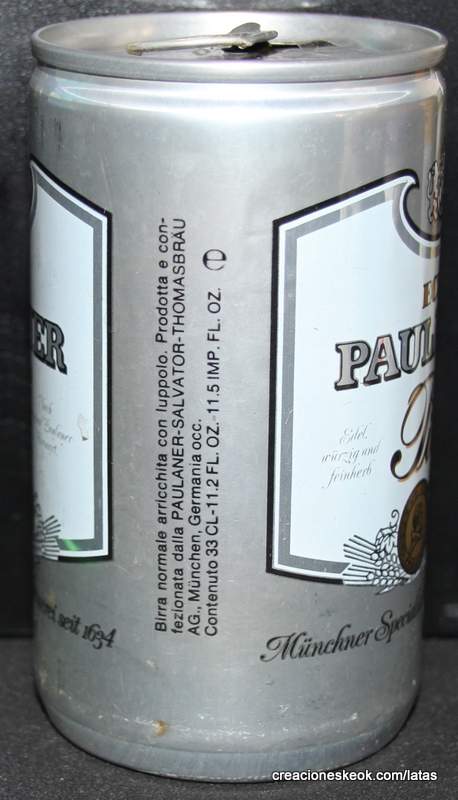 ER
Birra normale arricchita con luppolo. Prodotta e con-
fezionata dalla PAULANER-SALVATOR-THOMASBRÄU
AG., München, Germania occ.
Contenuto 33 CL-11.2 FL. OZ.-11.5 IMP. FL. OZ.
seit 1634
PAUL
Edel,
würzig und
feinherb
Münchner
creacioneskeok.com/latas